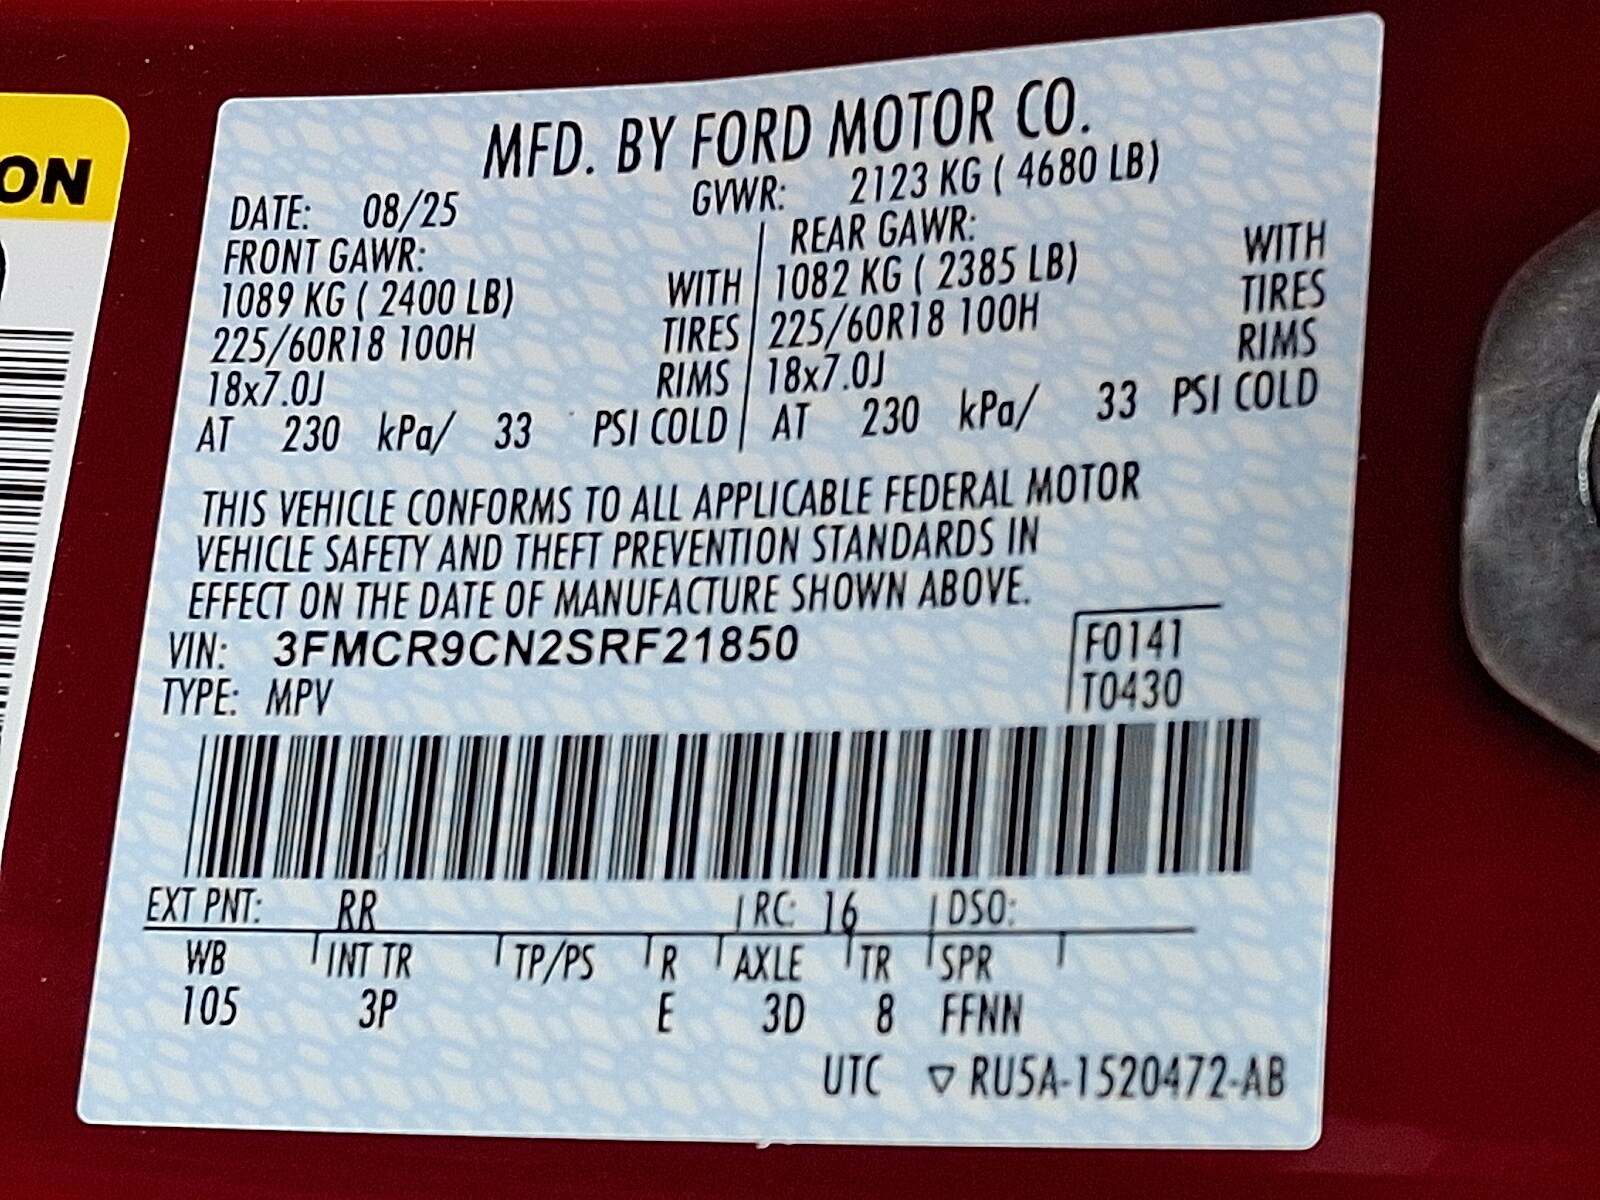 ON
MFD. BY FORD MOTOR CO.
DATE: 08/25 GVWR: 2123 KG ( 4680 LB)
FRONT GAWR: REAR GAWR:
1089 KG ( 2400 LB) WITH 1082 KG ( 2385 LB) WITH
225/60R18 100H TIRES 225/60R18 100H TIRES
18x7.0J RIMS 18x7.0J RIMS
AT 230 kPa/ 33 PSI COLD AT 230 kPa/ 33 PSI COLD
THIS VEHICLE CONFORMS TO ALL APPLICABLE FEDERAL MOTOR
VEHICLE SAFETY AND THEFT PREVENTION STANDARDS IN
EFFECT ON THE DATE OF MANUFACTURE SHOWN ABOVE.
VIN: 3FMCR9CN2SRF21850 F0141
TYPE: MPV T0430
EXT PNT: RR RC: 16 DSO:
WB INT TR TP/PS R AXLE TR SPR
105 3P E 3D 8 FFNN
UTC ▽ RU5A-1520472-AB